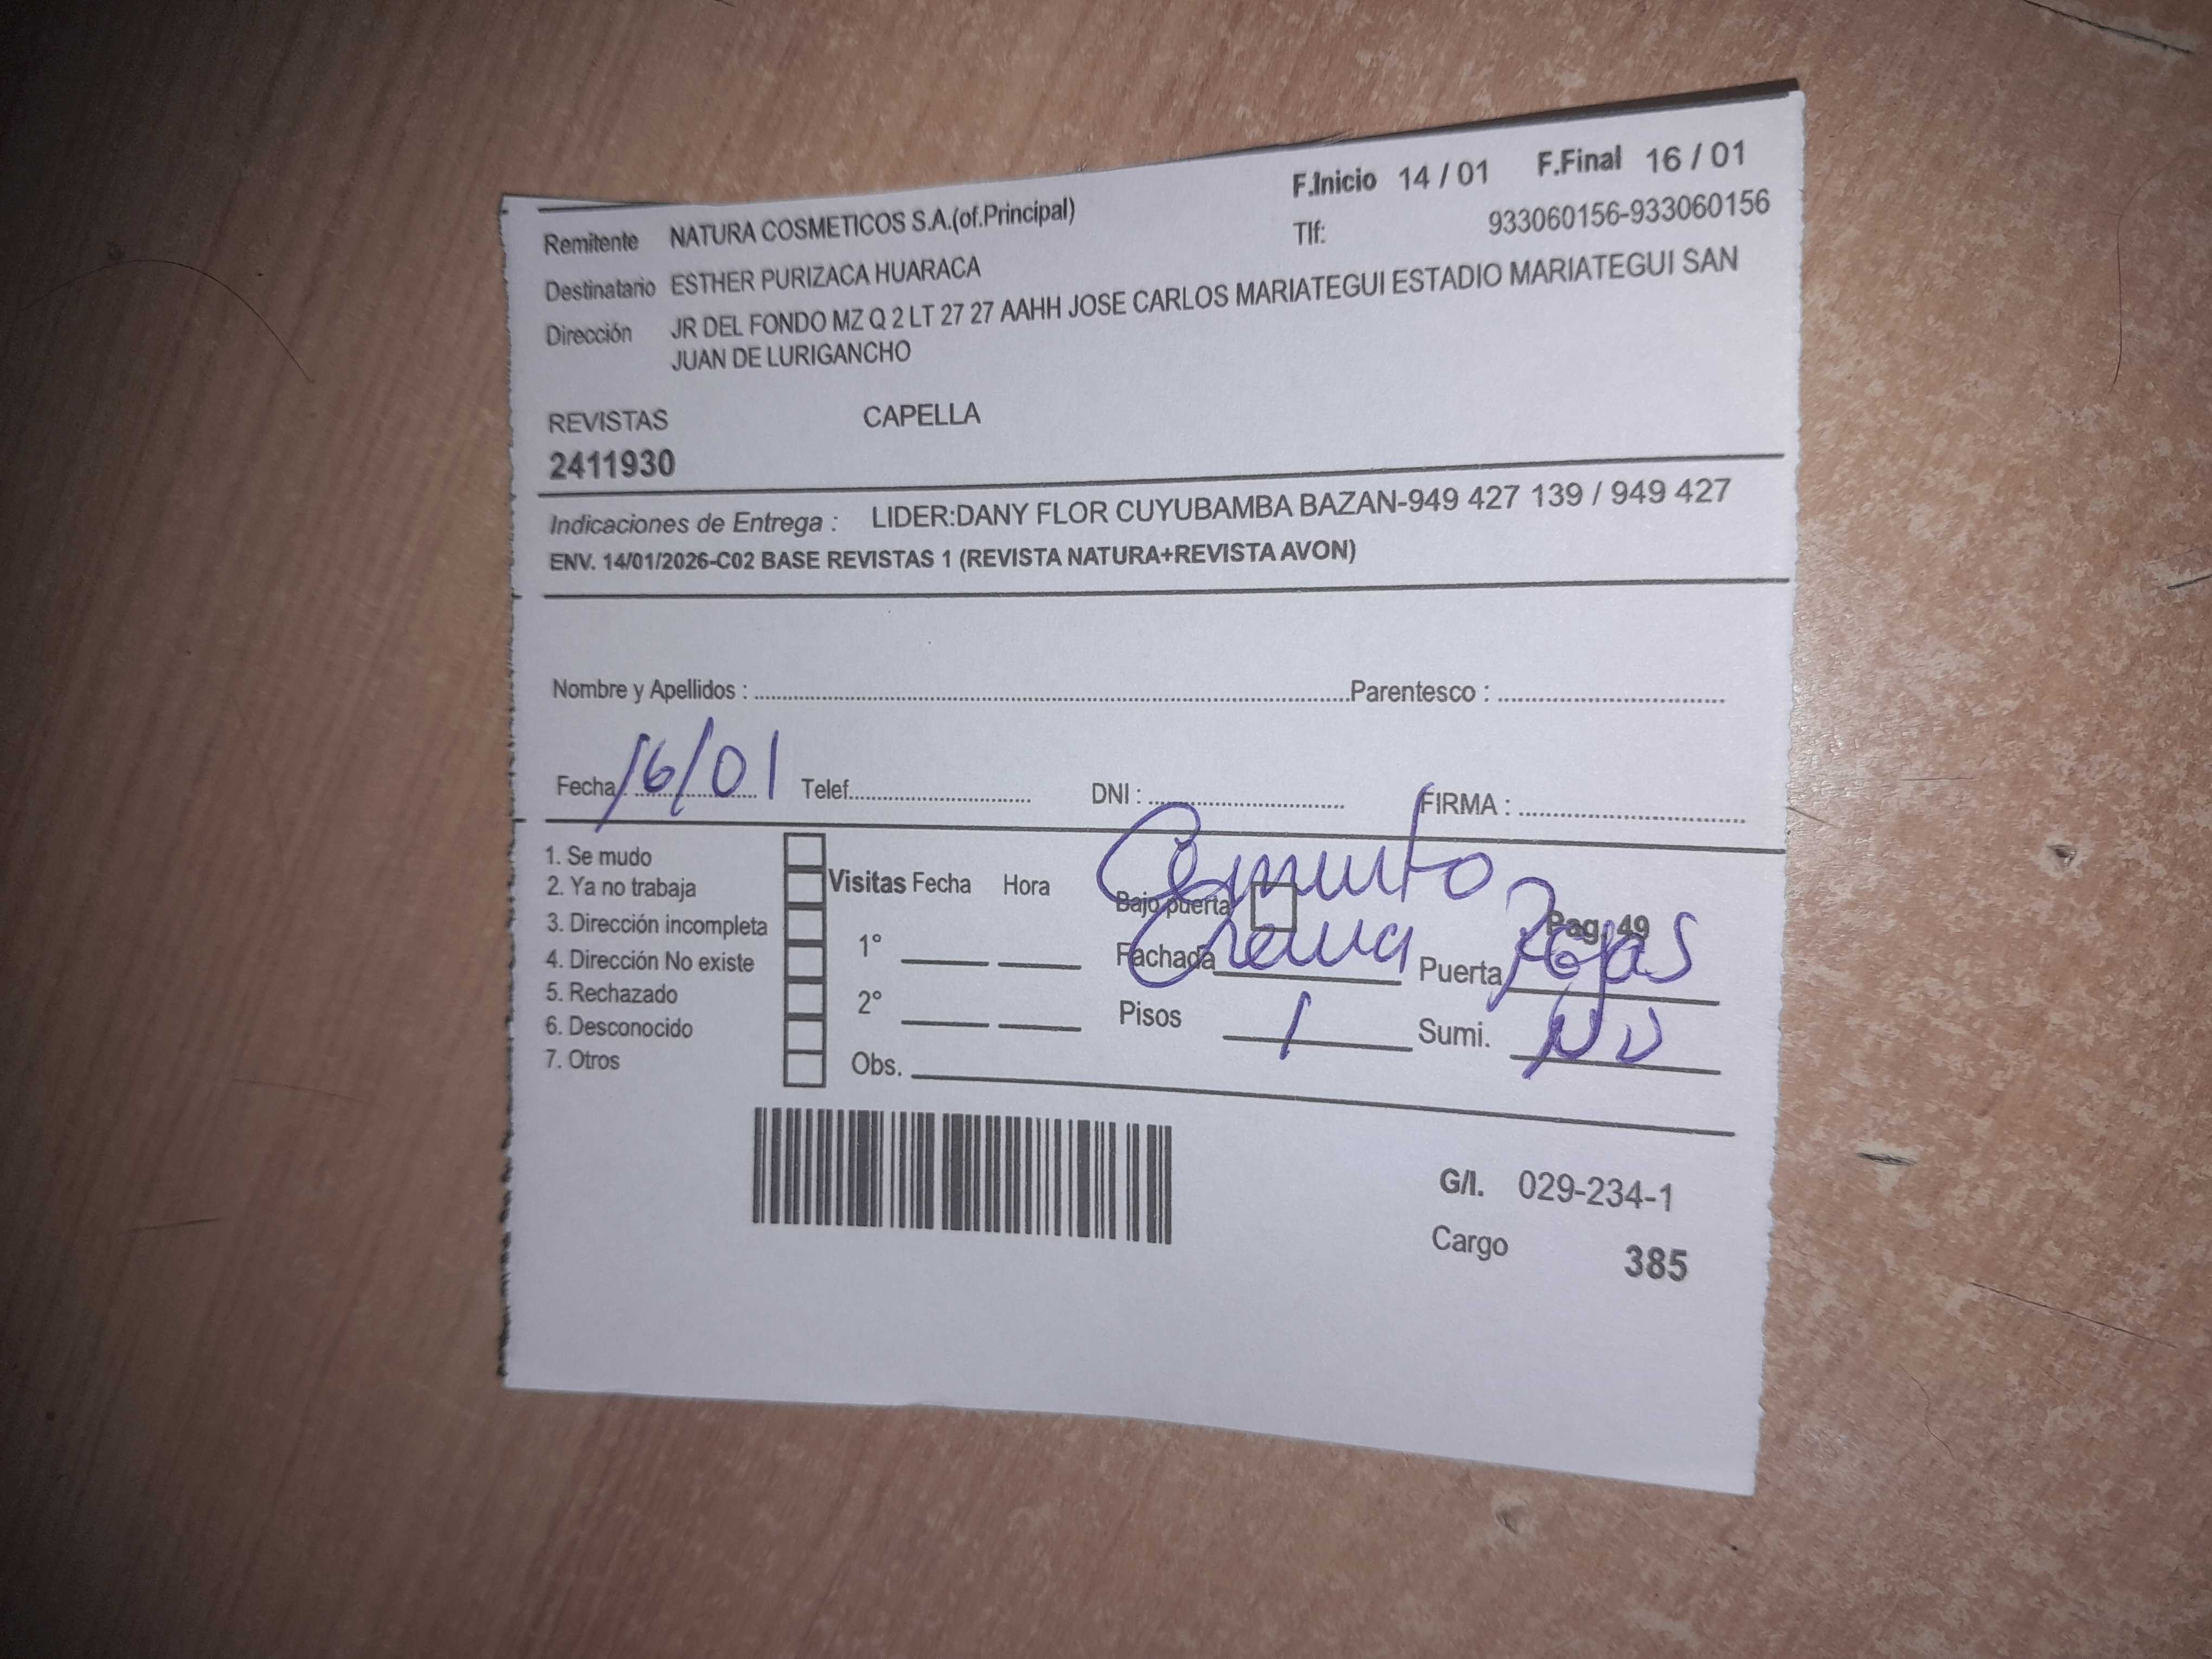 F.Inicio 14 / 01 F.Final 16 / 01
Remitente NATURA COSMETICOS S.A.(of.Principal) Tlf: 933060156-933060156
Destinatario ESTHER PURIZACA HUARACA
Dirección JR DEL FONDO MZ Q 2 LT 27 27 AAHH JOSE CARLOS MARIATEGUI ESTADIO MARIATEGUI SAN
JUAN DE LURIGANCHO
REVISTAS CAPELLA
2411930
Indicaciones de Entrega : LIDER:DANY FLOR CUYUBAMBA BAZAN-949 427 139 / 949 427
ENV. 14/01/2026-C02 BASE REVISTAS 1 (REVISTA NATURA+REVISTA AVON)
Nombre y Apellidos : Parentesco :
Fecha 16/01 Telef. DNI : FIRMA :
1. Se mudo
2. Ya no trabaja
3. Dirección incompleta
4. Dirección No existe
5. Rechazado
6. Desconocido
7. Otros
Visitas Fecha Hora
1°
2°
Obs.
Bajo puerta Pag. 49
Fachada Crema Puerta Rejas
Pisos 1 Sumi.
G/I. 029-234-1
Cargo 385